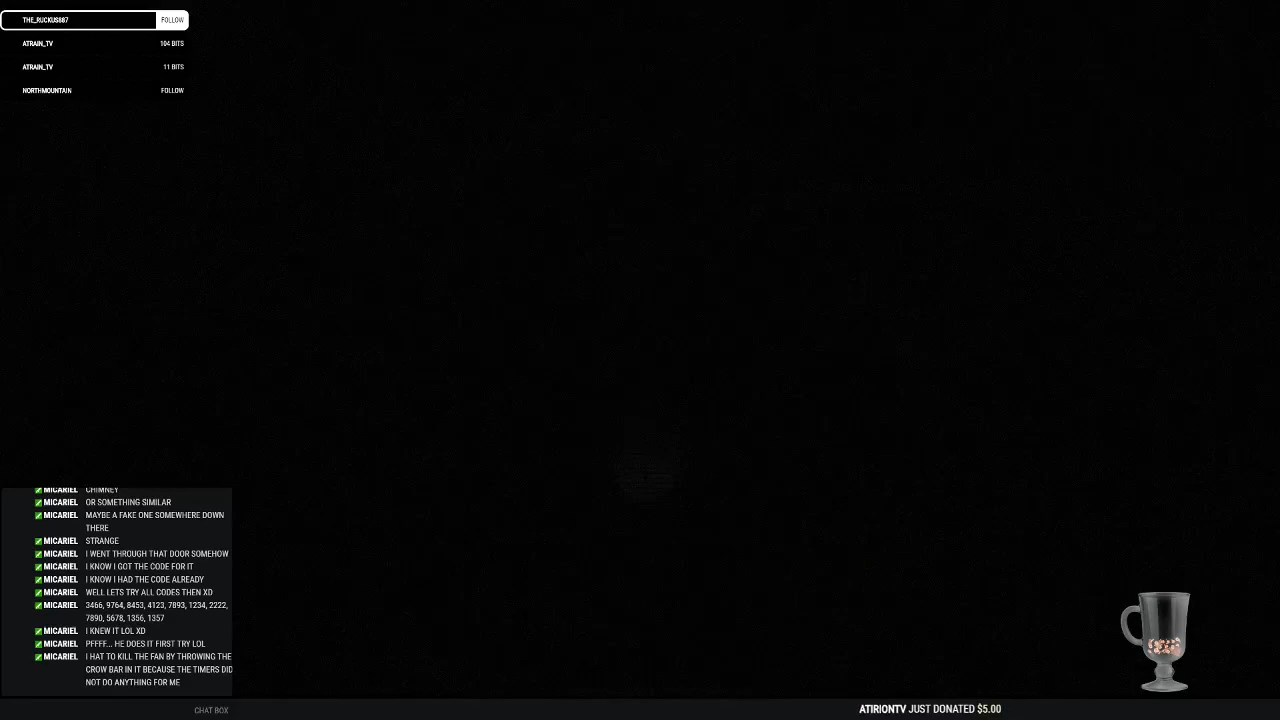 THE_RUCKUS687 FOLLOW
ATRAIN_TV 104 BITS
ATRAIN_TV 11 BITS
NORTHMOUNTAIN FOLLOW
MICARIEL CHIMNEY
MICARIEL OR SOMETHING SIMILAR
MICARIEL MAYBE A FAKE ONE SOMEWHERE DOWN
THERE
MICARIEL STRANGE
MICARIEL I WENT THROUGH THAT DOOR SOMEHOW
MICARIEL I KNOW I GOT THE CODE FOR IT
MICARIEL I KNOW I HAD THE CODE ALREADY
MICARIEL WELL LETS TRY ALL CODES THEN XD
MICARIEL 3466, 9764, 8453, 4123, 7893, 1234, 2222,
7890, 5678, 1356, 1357
MICARIEL I KNEW IT LOL XD
MICARIEL PFFFF... HE DOES IT FIRST TRY LOL
MICARIEL I HAT TO KILL THE FAN BY THROWING THE
CROW BAR IN IT BECAUSE THE TIMERS DID
NOT DO ANYTHING FOR ME
CHAT BOX
ATIRIONTV JUST DONATED $5.00